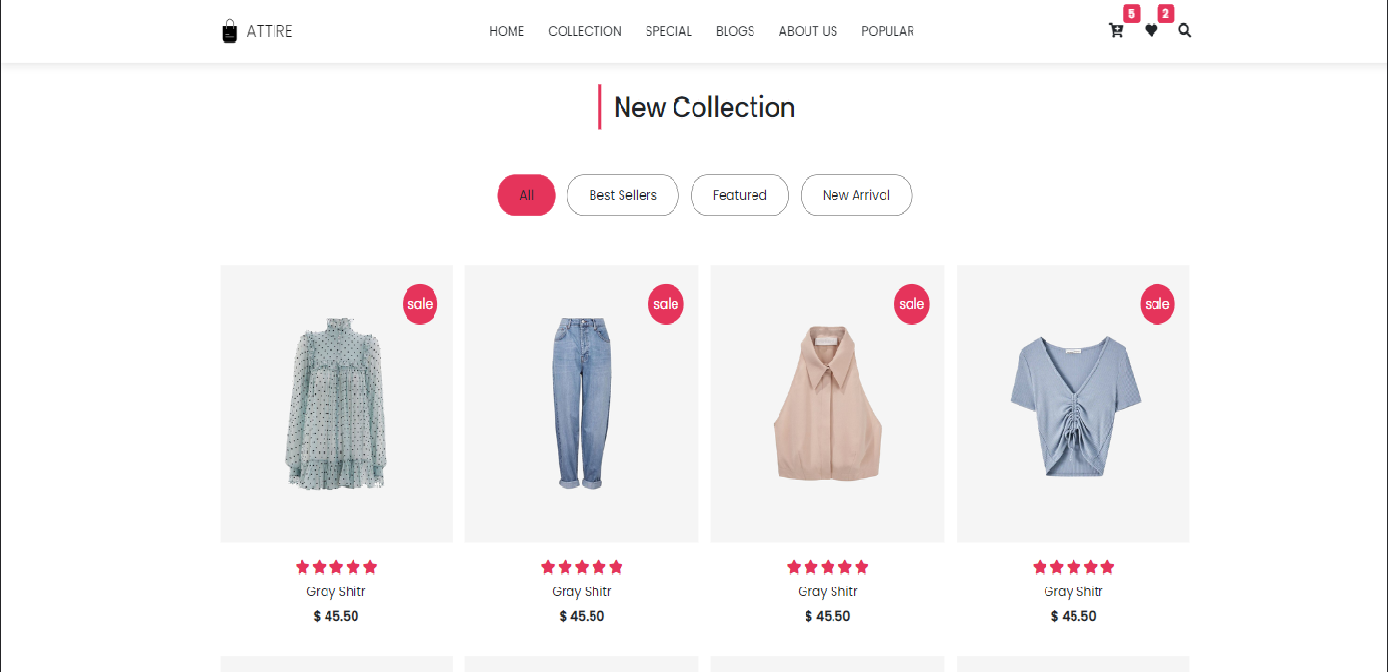 ATTIRE HOME COLLECTION SPECIAL BLOGS ABOUT US POPULAR 5 2
New Collection
All Best Sellers Featured New Arrival
sale sale sale sale
Gray Shitr Gray Shitr Gray Shitr Gray Shitr
$ 45.50 $ 45.50 $ 45.50 $ 45.50